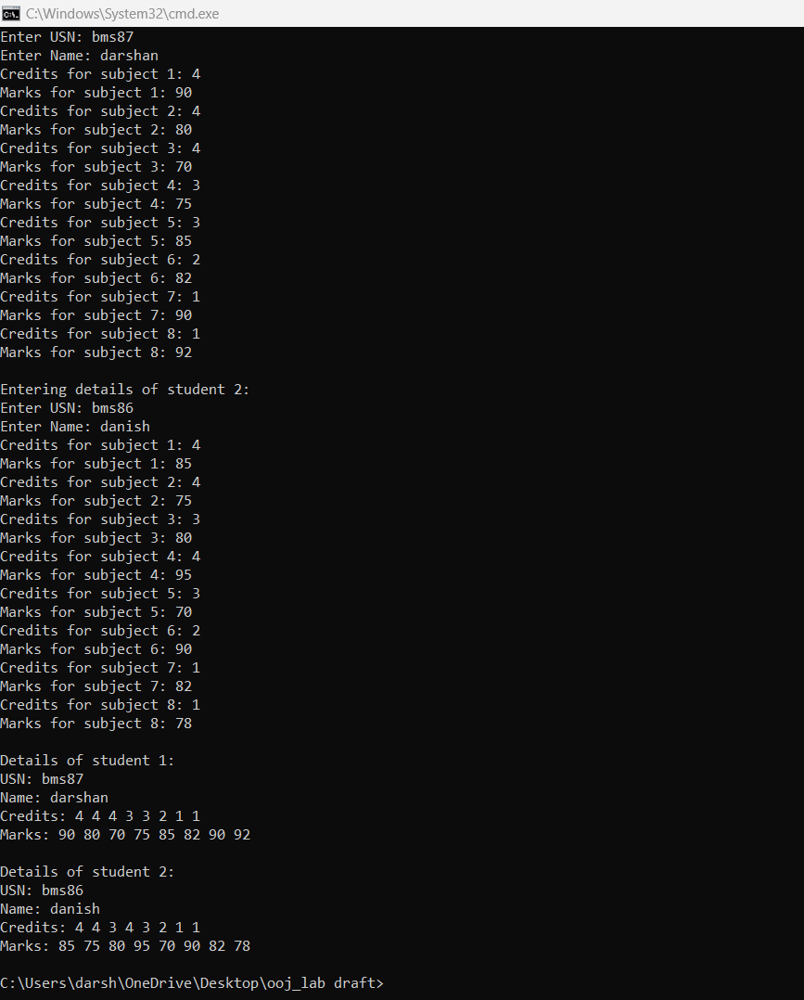 C:\Windows\System32\cmd.exe
Enter USN: bms87
Enter Name: darshan
Credits for subject 1: 4
Marks for subject 1: 90
Credits for subject 2: 4
Marks for subject 2: 80
Credits for subject 3: 4
Marks for subject 3: 70
Credits for subject 4: 3
Marks for subject 4: 75
Credits for subject 5: 3
Marks for subject 5: 85
Credits for subject 6: 2
Marks for subject 6: 82
Credits for subject 7: 1
Marks for subject 7: 90
Credits for subject 8: 1
Marks for subject 8: 92

Entering details of student 2:
Enter USN: bms86
Enter Name: danish
Credits for subject 1: 4
Marks for subject 1: 85
Credits for subject 2: 4
Marks for subject 2: 75
Credits for subject 3: 3
Marks for subject 3: 80
Credits for subject 4: 4
Marks for subject 4: 95
Credits for subject 5: 3
Marks for subject 5: 70
Credits for subject 6: 2
Marks for subject 6: 90
Credits for subject 7: 1
Marks for subject 7: 82
Credits for subject 8: 1
Marks for subject 8: 78

Details of student 1:
USN: bms87
Name: darshan
Credits: 4 4 4 3 3 2 1 1
Marks: 90 80 70 75 85 82 90 92

Details of student 2:
USN: bms86
Name: danish
Credits: 4 4 3 4 3 2 1 1
Marks: 85 75 80 95 70 90 82 78

C:\Users\darsh\OneDrive\Desktop\ooj_lab draft>